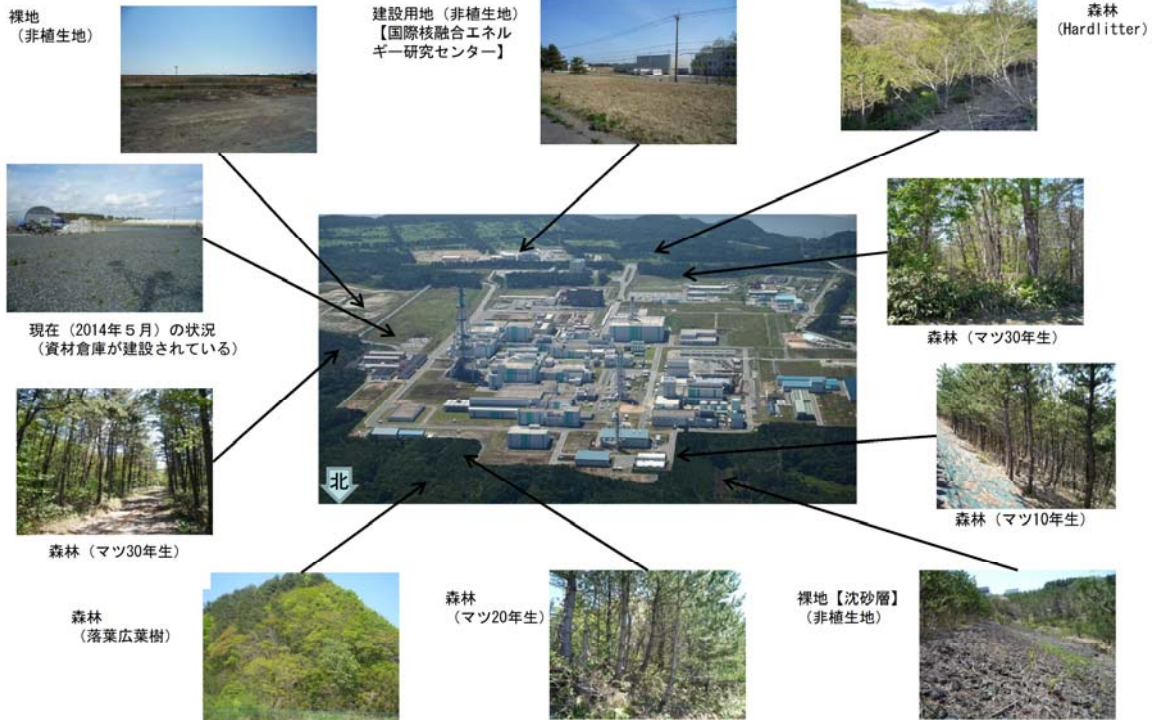 裸地
（非植生地）
建設用地（非植生地）
【国際核融合エネル
ギー研究センター】
森林
（Hardlitter）
現在（2014年５月）の状況
（資材倉庫が建設されている）
森林（マツ30年生）
森林（マツ30年生）
森林（マツ10年生）
北
森林
（落葉広葉樹）
森林
（マツ20年生）
裸地【沈砂層】
（非植生地）